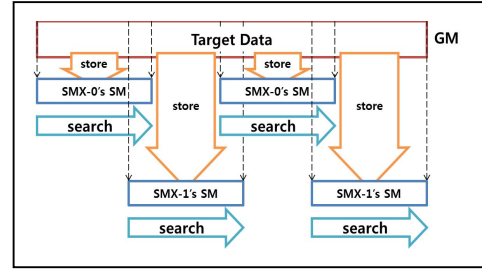 Target Data
GM
store
store
SMX-0's SM
SMX-0's SM
store
store
search
search
SMX-1's SM
SMX-1's SM
search
search